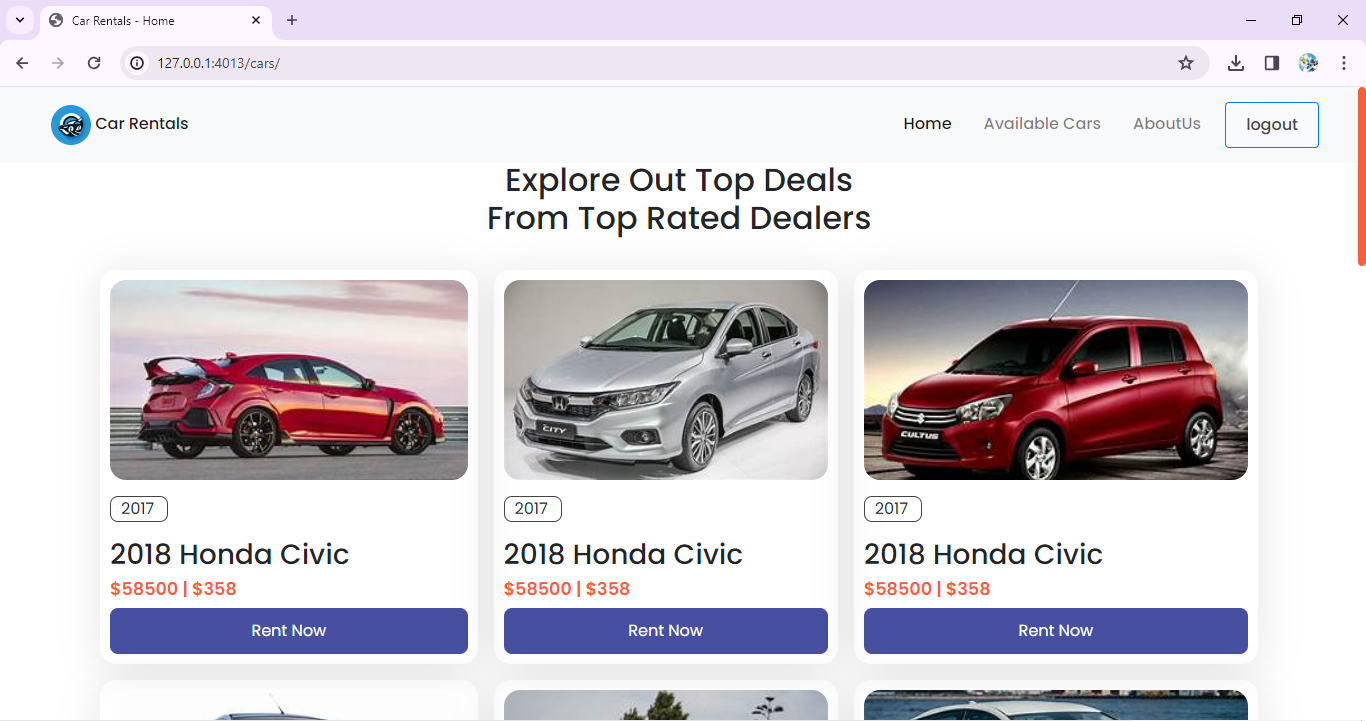 Car Rentals - Home
127.0.0.1:4013/cars/
Car Rentals
Home
Available Cars
AboutUs
logout
Explore Out Top Deals
From Top Rated Dealers
CITY
CULTUS
2017
2017
2017
2018 Honda Civic
2018 Honda Civic
2018 Honda Civic
$58500 | $358
$58500 | $358
$58500 | $358
Rent Now
Rent Now
Rent Now